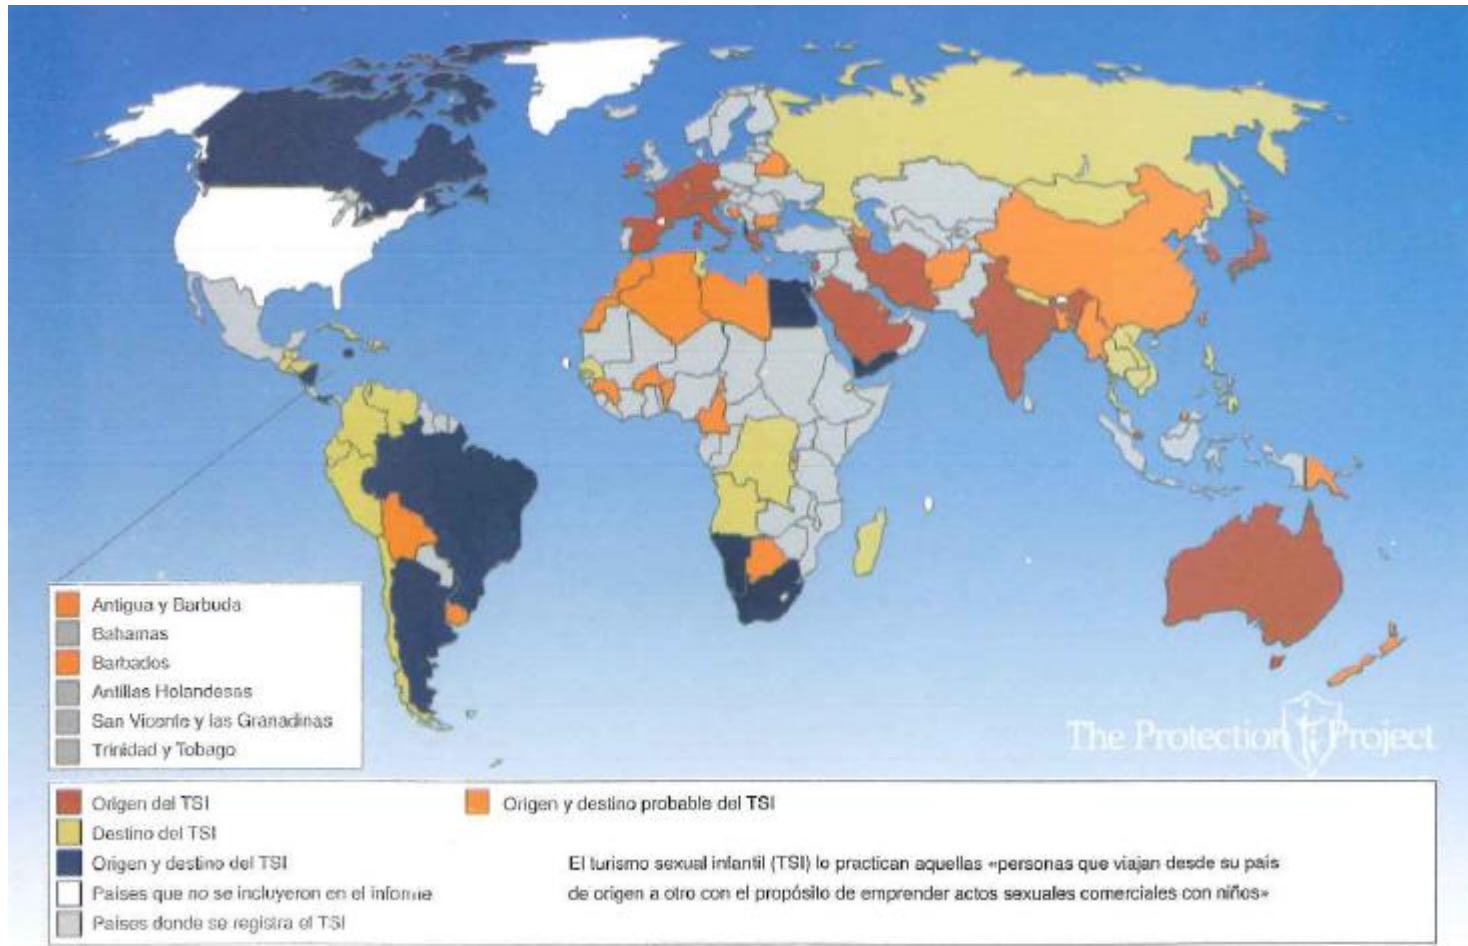 Antigua y Barbuda
Bahamas
Barbados
Antillas Holandesas
San Vicente y las Granadinas
Trinidad y Tobago
The Protection Project
Origen del TSI
Origen y destino probable del TSI
Destino del TSI
Origen y destino del TSI
Países que no se incluyeron en el informe
Países donde se registra el TSI
El turismo sexual infantil (TSI) lo practican aquellas «personas que viajan desde su país
de origen a otro con el propósito de emprender actos sexuales comerciales con niños»